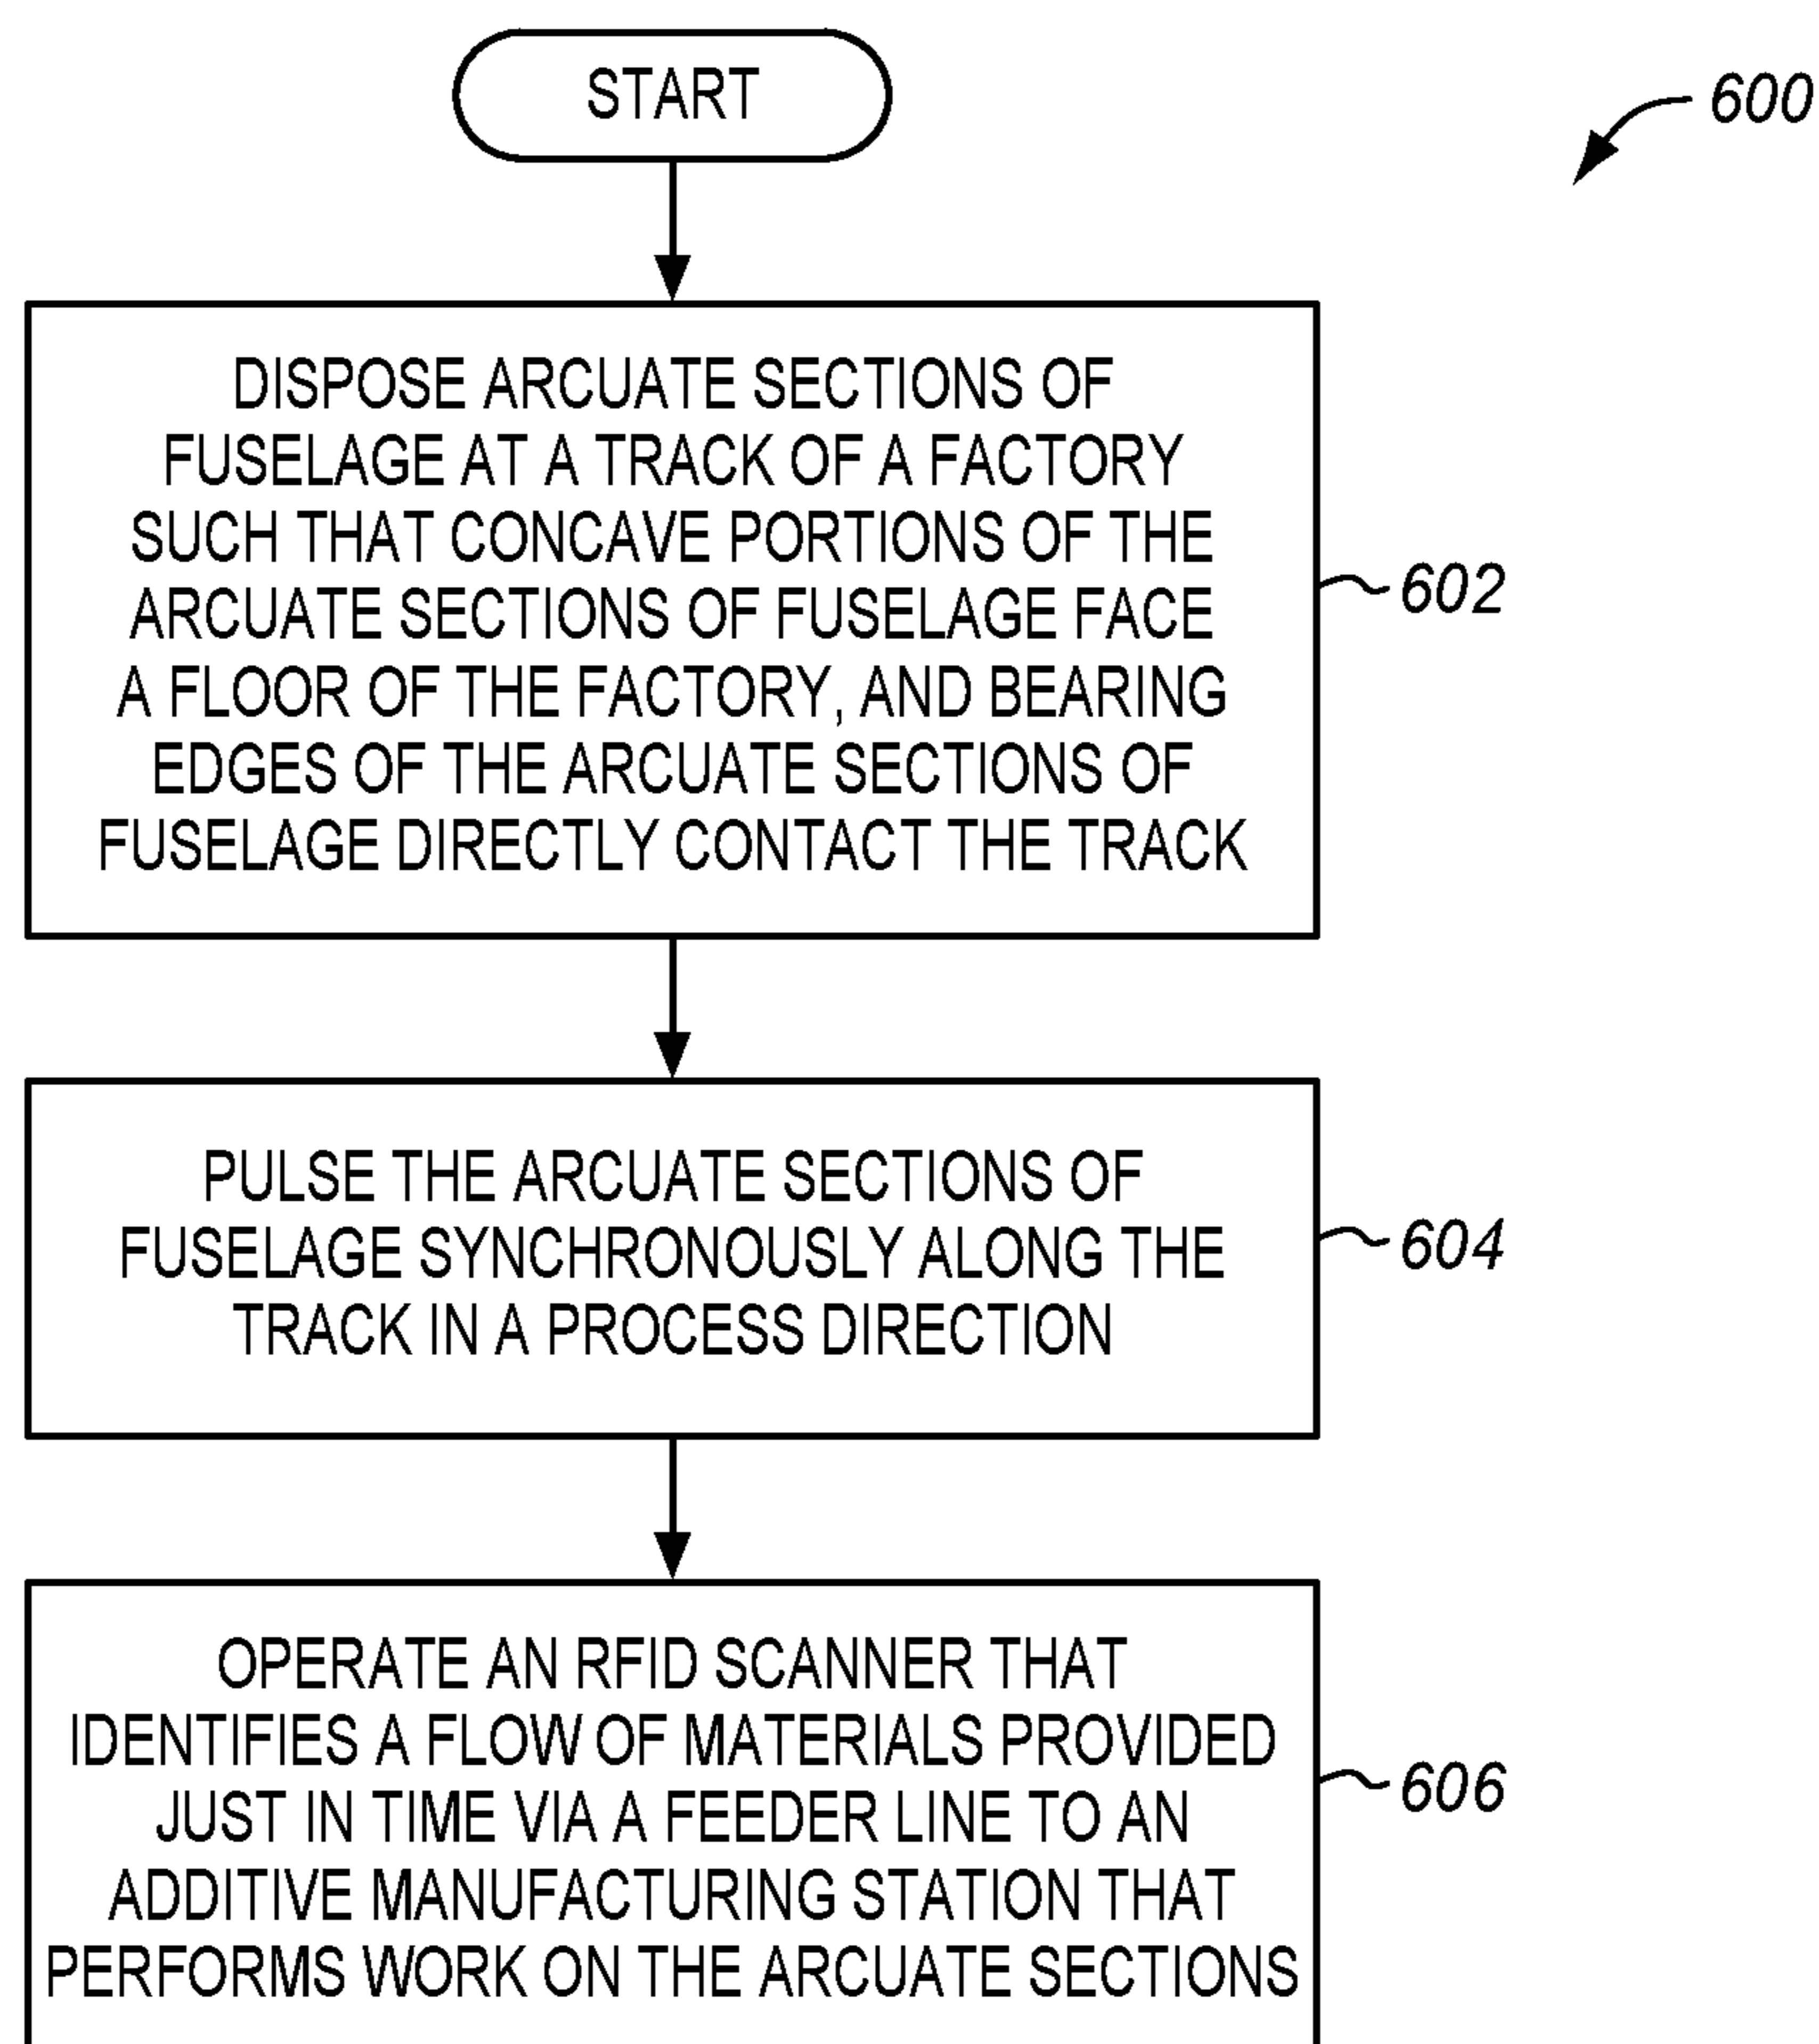 START
600
DISPOSE ARCUATE SECTIONS OF
FUSELAGE AT A TRACK OF A FACTORY
SUCH THAT CONCAVE PORTIONS OF THE
ARCUATE SECTIONS OF FUSELAGE FACE
A FLOOR OF THE FACTORY, AND BEARING
EDGES OF THE ARCUATE SECTIONS OF
FUSELAGE DIRECTLY CONTACT THE TRACK
602
PULSE THE ARCUATE SECTIONS OF
FUSELAGE SYNCHRONOUSLY ALONG THE
TRACK IN A PROCESS DIRECTION
604
OPERATE AN RFID SCANNER THAT
IDENTIFIES A FLOW OF MATERIALS PROVIDED
JUST IN TIME VIA A FEEDER LINE TO AN
ADDITIVE MANUFACTURING STATION THAT
PERFORMS WORK ON THE ARCUATE SECTIONS
606